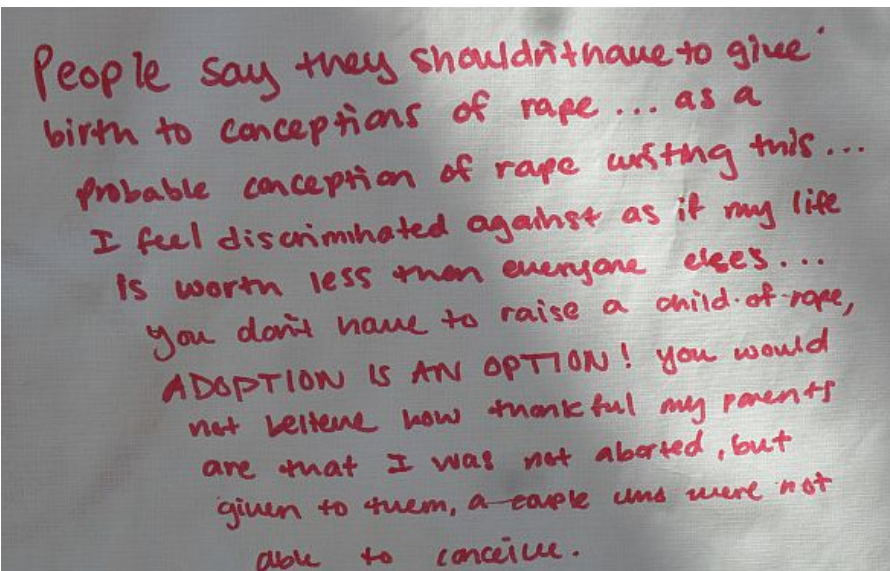 People say they shouldn't have to give
birth to conceptions of rape... as a
probable conception of rape writing this...
I feel discriminated against as if my life
is worth less then everyone elses...
you don't have to raise a child of rape,
ADOPTION IS AN OPTION! you would
not believe how thankful my parents
are that I was not aborted, but
given to them, a couple who were not
able to conceive.